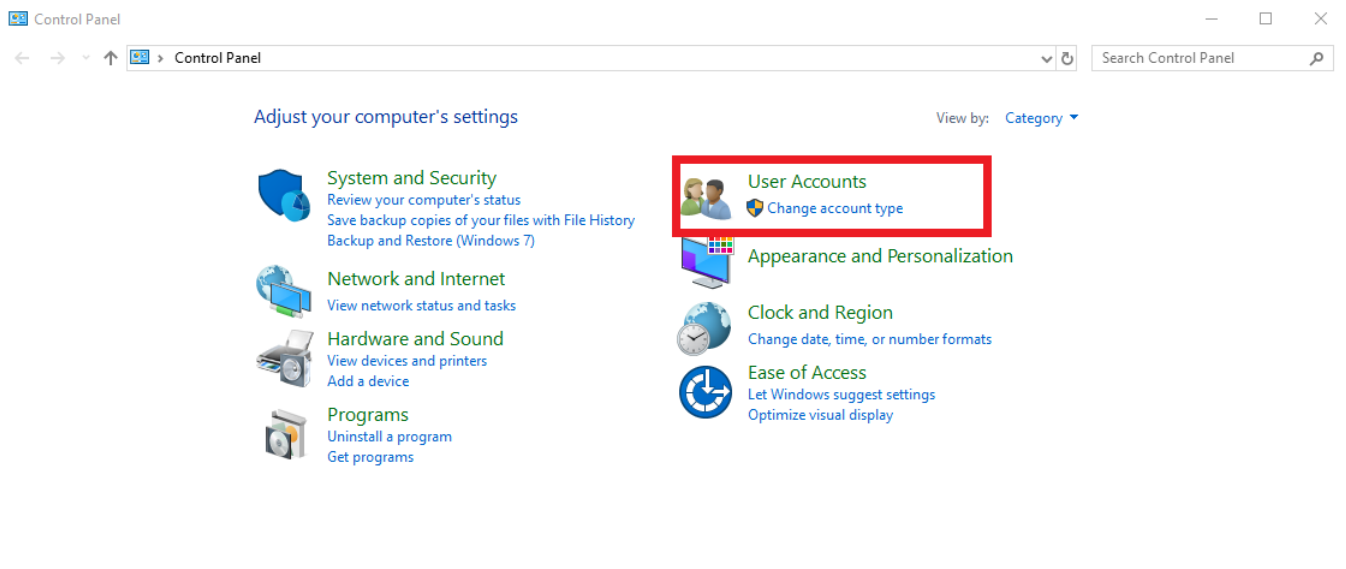 Control Panel
Control Panel
Search Control Panel
Adjust your computer's settings
View by: Category
System and Security
Review your computer's status
Save backup copies of your files with File History
Backup and Restore (Windows 7)
Network and Internet
View network status and tasks
Hardware and Sound
View devices and printers
Add a device
Programs
Uninstall a program
Get programs
User Accounts
Change account type
Appearance and Personalization
Clock and Region
Change date, time, or number formats
Ease of Access
Let Windows suggest settings
Optimize visual display